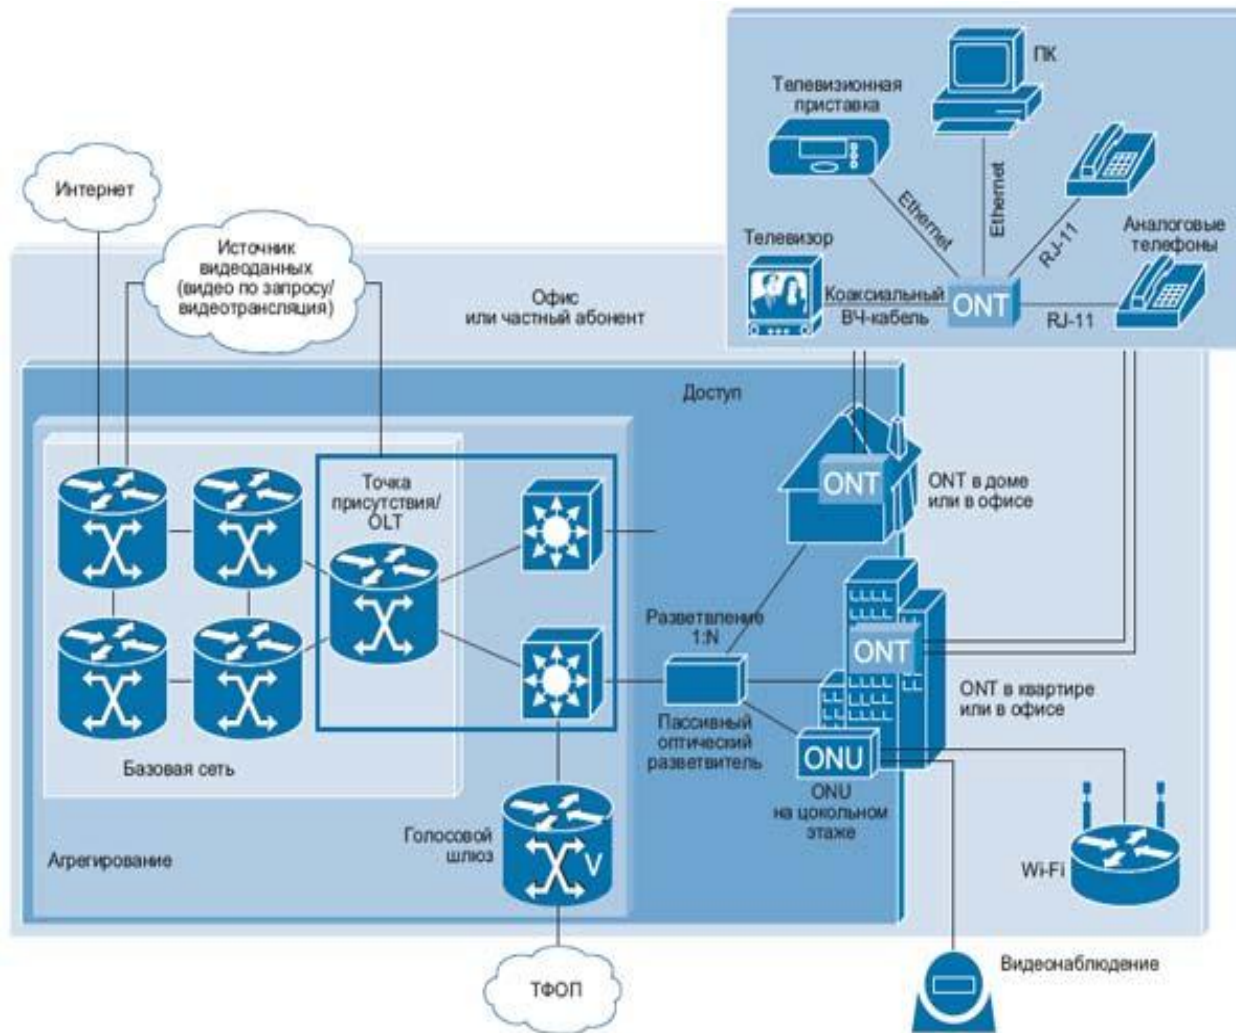 ПК
Телевизионная
приставка
Ethernet
Ethernet
RJ-11
Аналоговые
телефоны
Телевизор
Коаксиальный
ВЧ-кабель
ONT
RJ-11
Интернет
Источник
видеоданных
(видео по запросу/
видеотрансляция)
Офис
или частный абонент
Доступ
ONT
ONT в доме
или в офисе
Точка
присутствия/
OLT
Разветвление
1:N
ONT
ONT в квартире
или в офисе
Пассивный
оптический
разветвитель
ONU
ONU
на цокольном
этаже
Базовая сеть
Голосовой
шлюз
V
Агрегирование
Wi-Fi
Видеонаблюдение
ТФОП